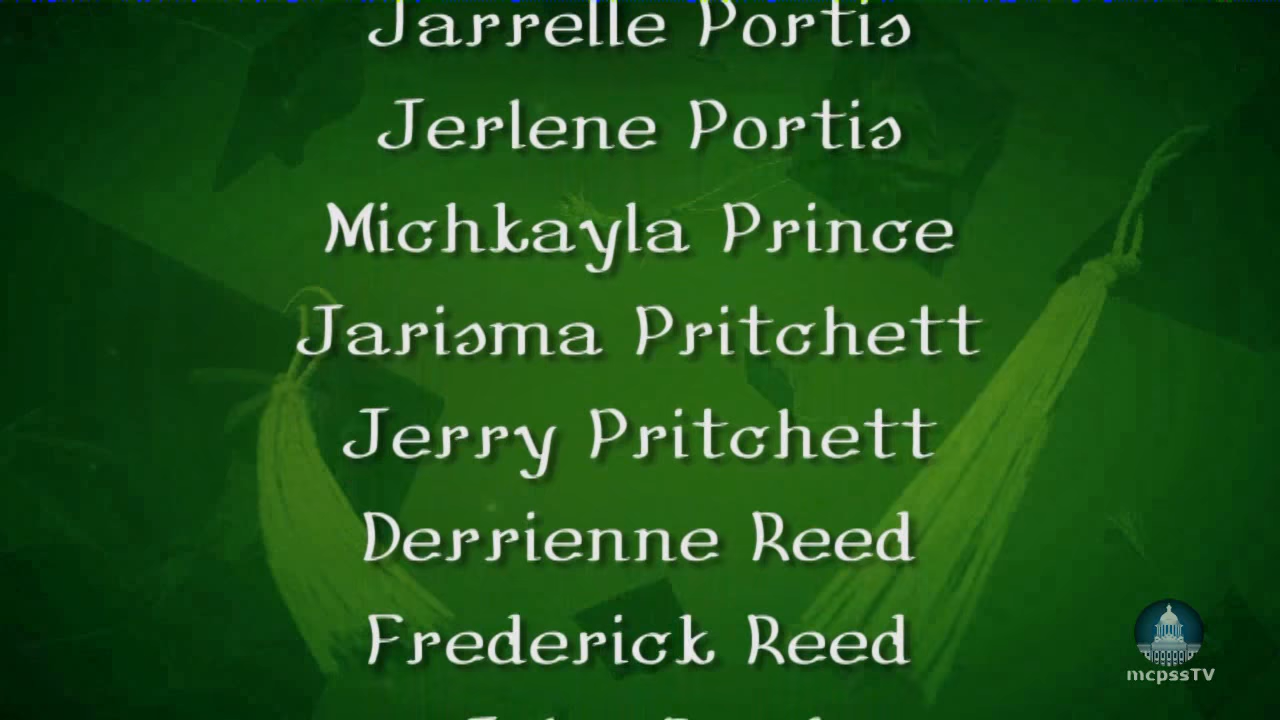 Jarrelle Portis
Jerlene Portis
Michkayla Prince
Jarisma Pritchett
Jerry Pritchett
Derrienne Reed
Frederick Reed
mcpssTV